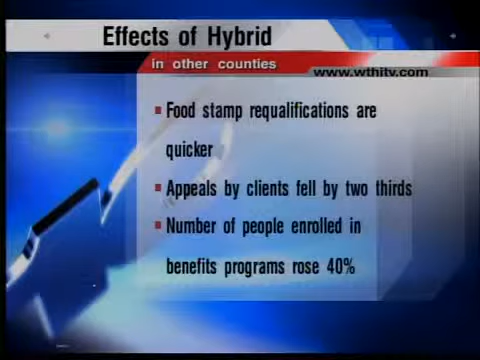 Effects of Hybrid
in other counties
www.wthitv.com
Food stamp requalifications are
quicker
Appeals by clients fell by two thirds
Number of people enrolled in
benefits programs rose 40%